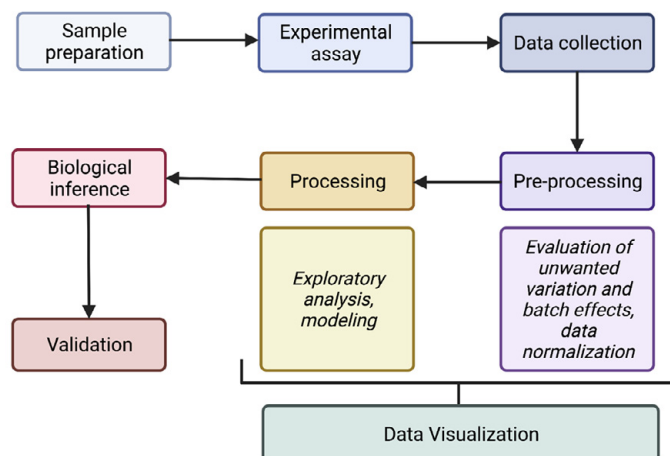 Sample
preparation
Experimental
assay
Data collection
Biological
inference
Processing
Pre-processing
Exploratory
analysis,
modeling
Evaluation of
unwanted
variation and
batch effects,
data
normalization
Validation
Data Visualization